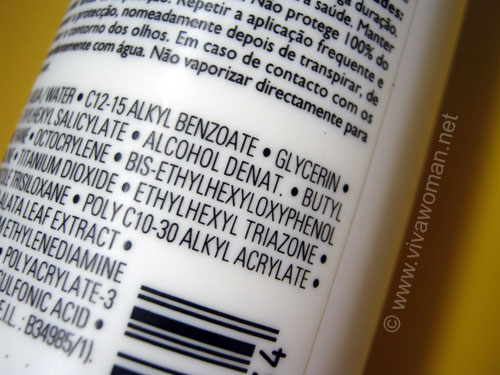 duração.
a saúde. Não protege 100% do
Repetir a aplicação frequente e
protecção, nomeadamente depois de transpirar, de
contorno dos olhos. Em caso de contacto com os
com água. Não vaporizar directamente para
WATER • C12-15 ALKYL BENZOATE • GLYCERIN •
SALICYLATE • ALCOHOL DENAT. • BUTYL
• OCTOCRYLENE • BIS-ETHYLHEXYLOXYPHENOL
• TITANIUM DIOXIDE • ETHYLHEXYL TRIAZONE •
TRISILOXANE • POLY C10-30 ALKYL ACRYLATE •
LEAF EXTRACT •
• POLYACRYLATE-3
SULFONIC ACID •
F.I.L.: B34985/1).
4
© www.vivawoman.net